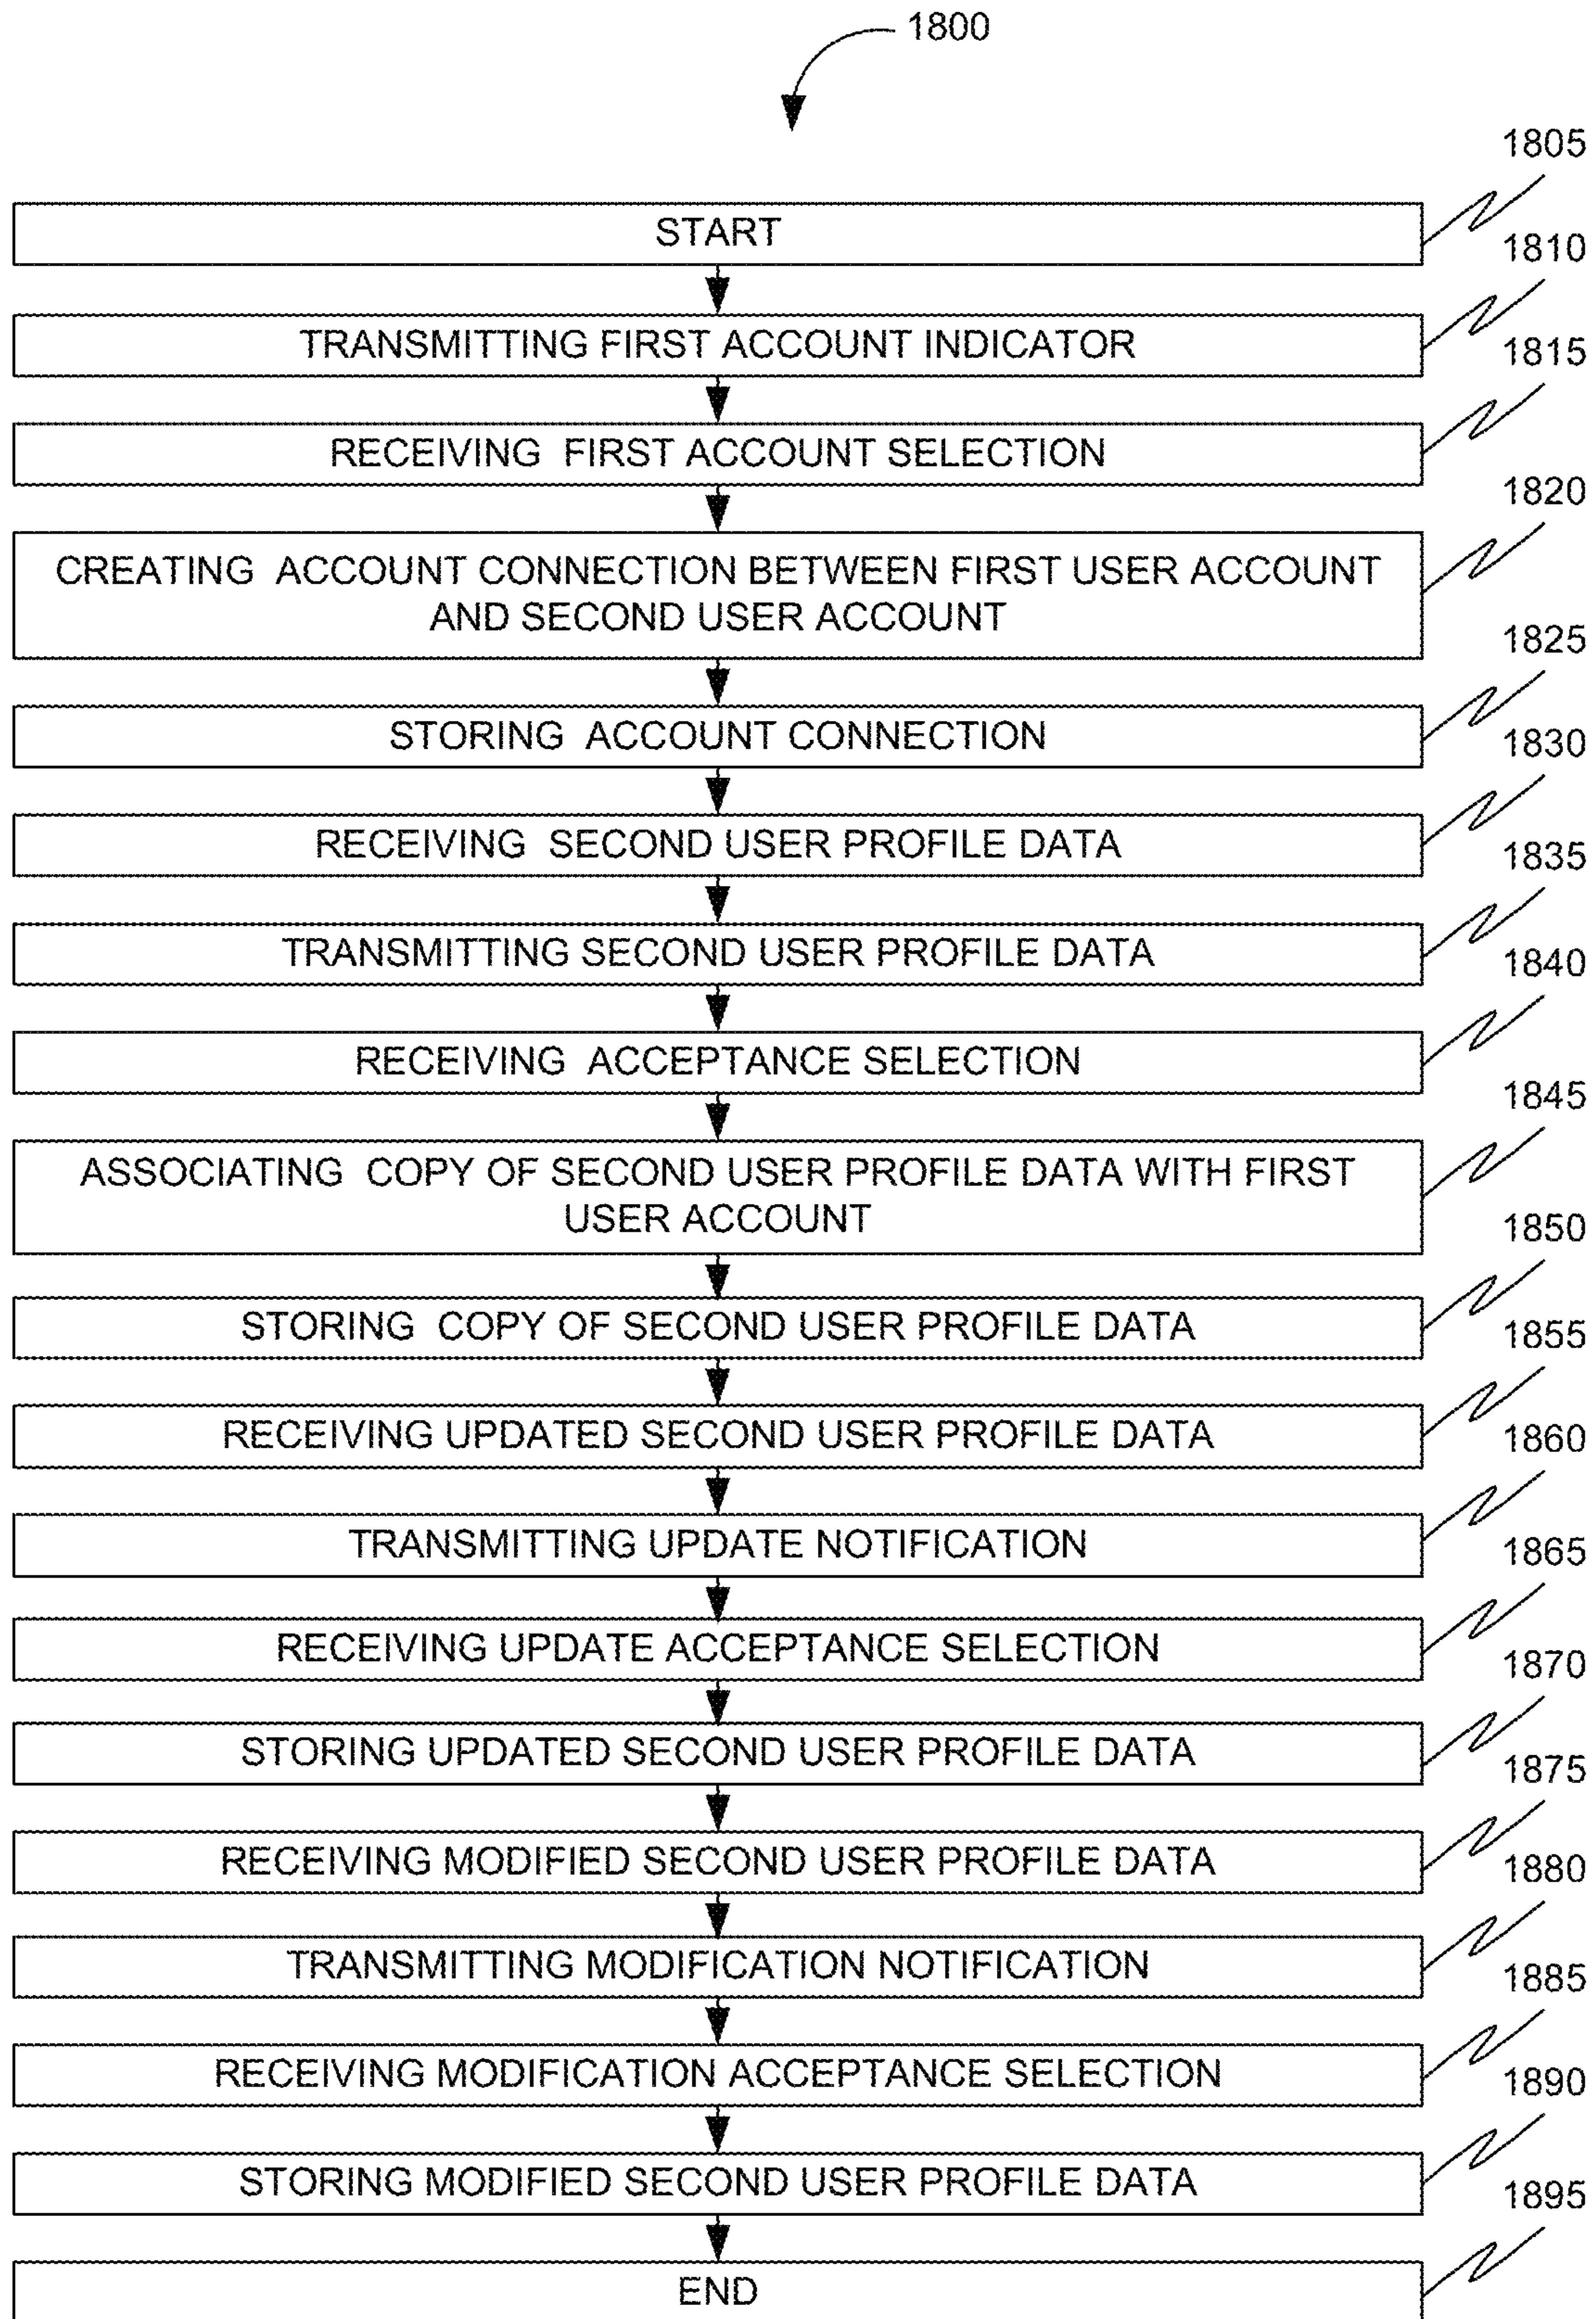 1800
1805
START
1810
TRANSMITTING FIRST ACCOUNT INDICATOR
1815
RECEIVING FIRST ACCOUNT SELECTION
1820
CREATING ACCOUNT CONNECTION BETWEEN FIRST USER ACCOUNT
AND SECOND USER ACCOUNT
1825
STORING ACCOUNT CONNECTION
1830
RECEIVING SECOND USER PROFILE DATA
1835
TRANSMITTING SECOND USER PROFILE DATA
1840
RECEIVING ACCEPTANCE SELECTION
1845
ASSOCIATING COPY OF SECOND USER PROFILE DATA WITH FIRST
USER ACCOUNT
1850
STORING COPY OF SECOND USER PROFILE DATA
1855
RECEIVING UPDATED SECOND USER PROFILE DATA
1860
TRANSMITTING UPDATE NOTIFICATION
1865
RECEIVING UPDATE ACCEPTANCE SELECTION
1870
STORING UPDATED SECOND USER PROFILE DATA
1875
RECEIVING MODIFIED SECOND USER PROFILE DATA
1880
TRANSMITTING MODIFICATION NOTIFICATION
1885
RECEIVING MODIFICATION ACCEPTANCE SELECTION
1890
STORING MODIFIED SECOND USER PROFILE DATA
1895
END